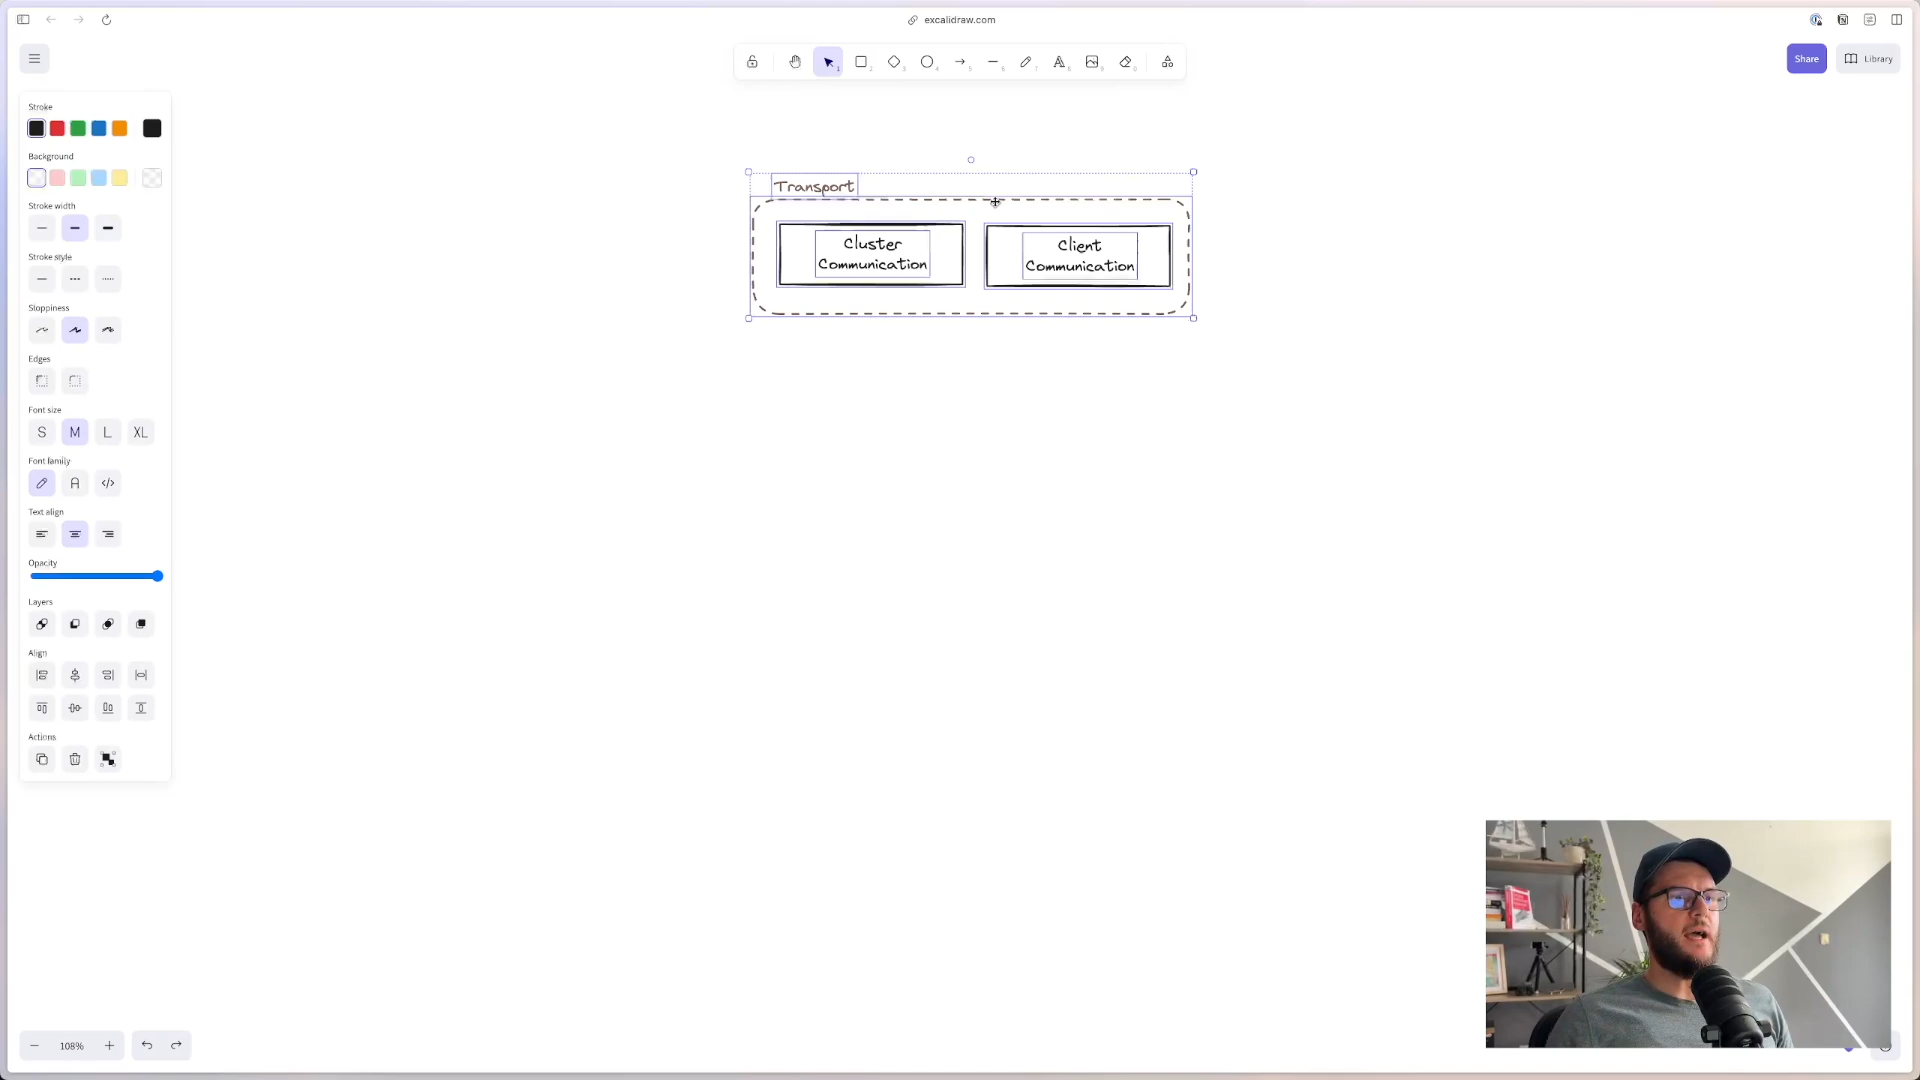 excalidraw.com
Share
Library
Stroke
Background
Stroke width
Stroke style
Sloppiness
Edges
Font size
S M L XL
Font family
Text align
Opacity
Layers
Align
Actions
Transport
Cluster
Communication
Client
Communication
108%